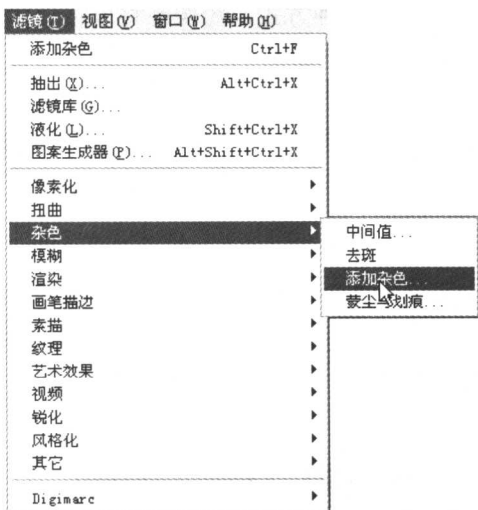 滤镜(T) 视图(V) 窗口(W) 帮助(H)
添加杂色 Ctrl+F
抽出(X)... Alt+Ctrl+X
滤镜库(G)...
液化(L)... Shift+Ctrl+X
图案生成器(P)... Alt+Shift+Ctrl+X
像素化
扭曲
杂色
模糊
渲染
画笔描边
素描
纹理
艺术效果
视频
锐化
风格化
其它
Digimarc
中间值...
去斑
添加杂色...
蒙尘与划痕...